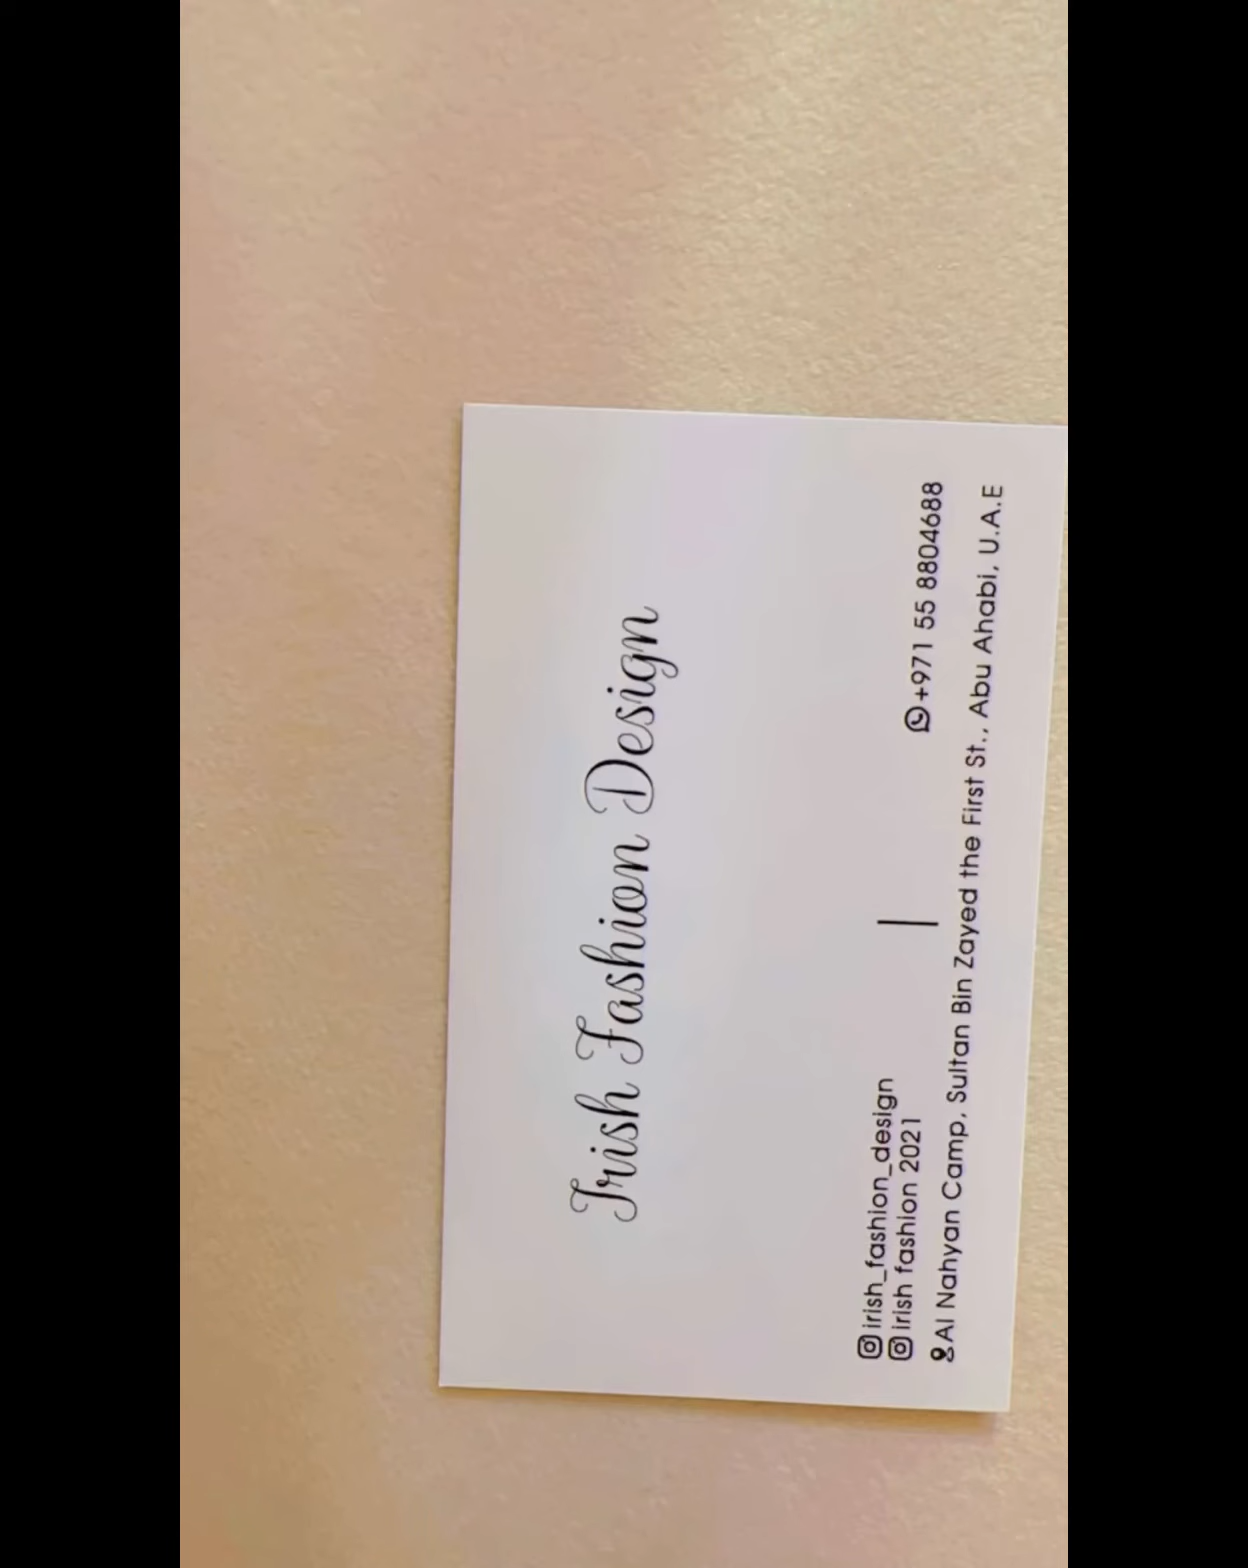 Irish Fashion Design
irish_fashion_design
irish fashion 2021
+971 55 8804688
Al Nahyan Camp, Sultan Bin Zayed the First St., Abu Ahabi, U.A.E